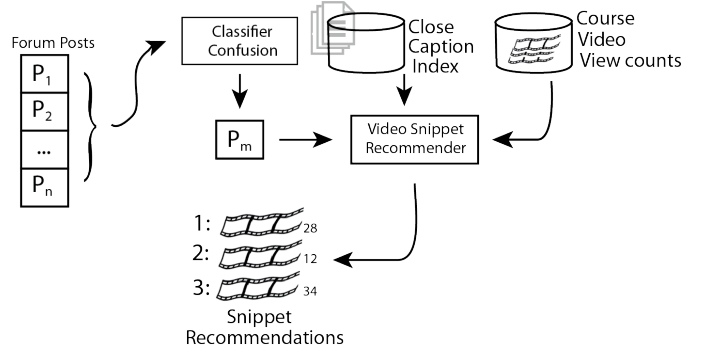 Forum Posts
P1
P2
...
Pn
Classifier
Confusion
Pm
Close
Caption
Index
Course
Video
View counts
Video Snippet
Recommender
1: 28
2: 12
3: 34
Snippet
Recommendations